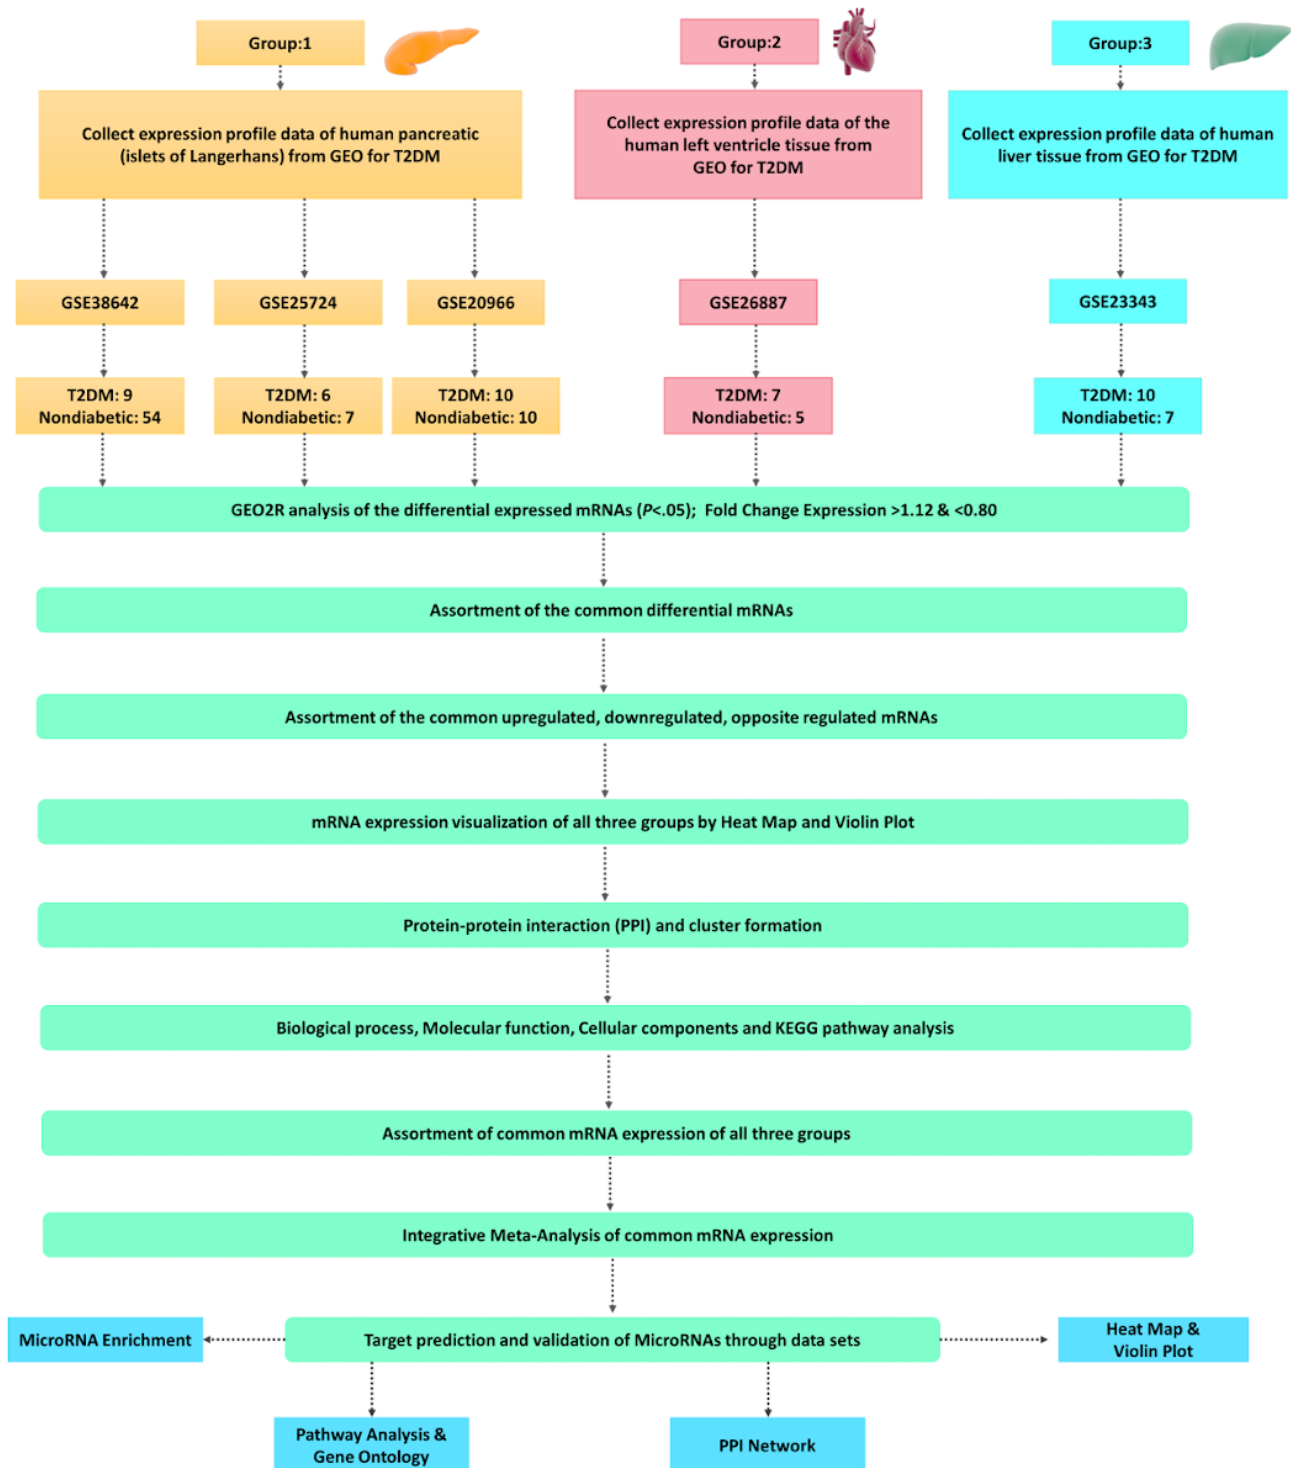 Group:1
Group:2
Group:3
Collect expression profile data of human pancreatic
(islets of Langerhans) from GEO for T2DM
Collect expression profile data of the
human left ventricle tissue from
GEO for T2DM
Collect expression profile data of human
liver tissue from GEO for T2DM
GSE38642
GSE25724
GSE20966
GSE26887
GSE23343
T2DM: 9
Nondiabetic: 54
T2DM: 6
Nondiabetic: 7
T2DM: 10
Nondiabetic: 10
T2DM: 7
Nondiabetic: 5
T2DM: 10
Nondiabetic: 7
GEO2R analysis of the differential expressed mRNAs (P<.05);  Fold Change Expression >1.12 & <0.80
Assortment of the common differential mRNAs
Assortment of the common upregulated, downregulated, opposite regulated mRNAs
mRNA expression visualization of all three groups by Heat Map and Violin Plot
Protein-protein interaction (PPI) and cluster formation
Biological process, Molecular function, Cellular components and KEGG pathway analysis
Assortment of common mRNA expression of all three groups
Integrative Meta-Analysis of common mRNA expression
MicroRNA Enrichment
Target prediction and validation of MicroRNAs through data sets
Heat Map &
Violin Plot
Pathway Analysis &
Gene Ontology
PPI Network